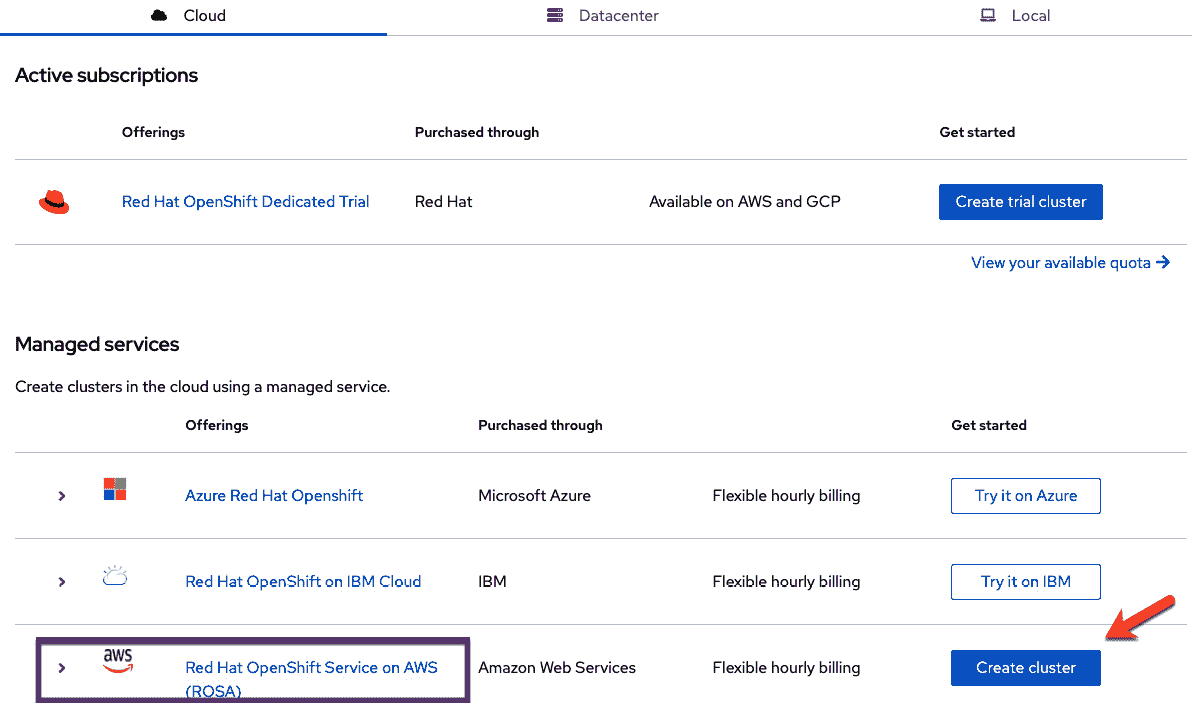 Cloud
Datacenter
Local
Active subscriptions
Offerings
Purchased through
Get started
Red Hat OpenShift Dedicated Trial
Red Hat
Available on AWS and GCP
Create trial cluster
View your available quota
Managed services
Create clusters in the cloud using a managed service.
Offerings
Purchased through
Get started
Azure Red Hat Openshift
Microsoft Azure
Flexible hourly billing
Try it on Azure
Red Hat OpenShift on IBM Cloud
IBM
Flexible hourly billing
Try it on IBM
aws
Red Hat OpenShift Service on AWS
(ROSA)
Amazon Web Services
Flexible hourly billing
Create cluster